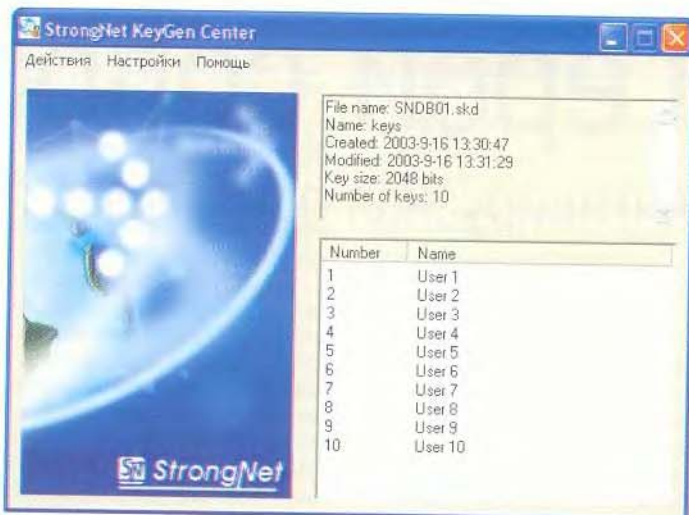 StrongNet KeyGen Center
Действия Настройки Помощь
File name: SNDB01.skd
Name: keys
Created: 2003-9-16 13:30:47
Modified: 2003-9-16 13:31:29
Key size: 2048 bits
Number of keys: 10
Number Name
1 User 1
2 User 2
3 User 3
4 User 4
5 User 5
6 User 6
7 User 7
8 User 8
9 User 9
10 User 10
SN StrongNet